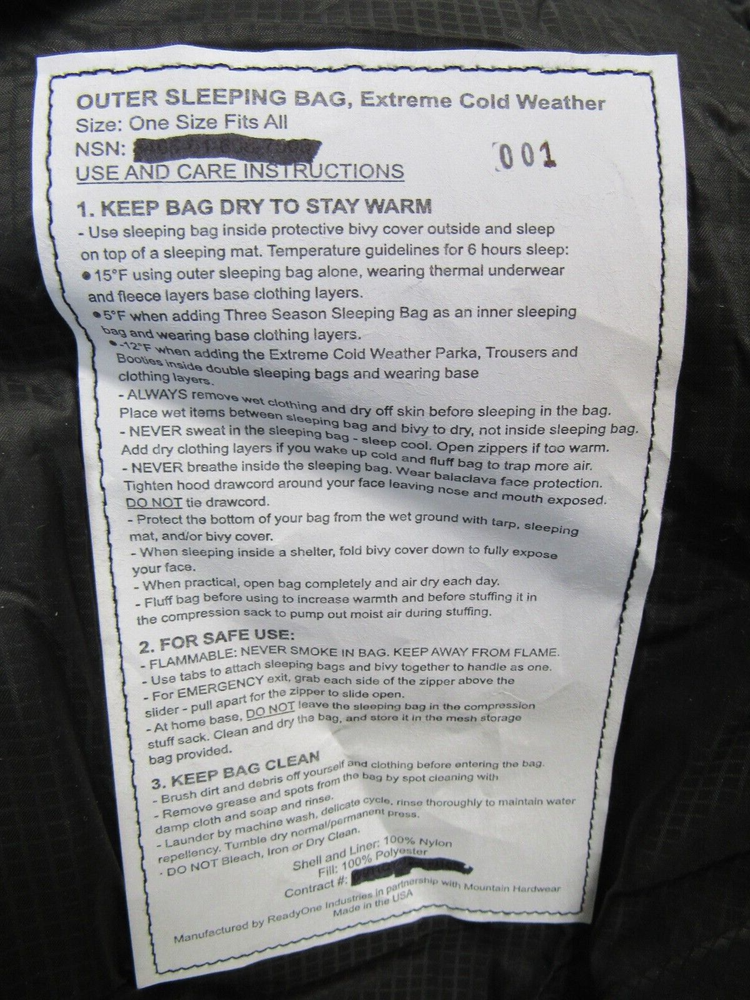 OUTER SLEEPING BAG, Extreme Cold Weather
Size: One Size Fits All
NSN:
001
USE AND CARE INSTRUCTIONS
1. KEEP BAG DRY TO STAY WARM
- Use sleeping bag inside protective bivy cover outside and sleep
on top of a sleeping mat. Temperature guidelines for 6 hours sleep:
●15°F using outer sleeping bag alone, wearing thermal underwear
and fleece layers base clothing layers.
●5°F when adding Three Season Sleeping Bag as an inner sleeping
bag and wearing base clothing layers.
●-12°F when adding the Extreme Cold Weather Parka, Trousers and
Booties inside double sleeping bags and wearing base
clothing layers.
- ALWAYS remove wet clothing and dry off skin before sleeping in the bag.
Place wet items between sleeping bag and bivy to dry, not inside sleeping bag.
- NEVER sweat in the sleeping bag - sleep cool. Open zippers if too warm.
Add dry clothing layers if you wake up cold and fluff bag to trap more air.
- NEVER breathe inside the sleeping bag. Wear balaclava face protection.
Tighten hood drawcord around your face leaving nose and mouth exposed.
DO NOT tie drawcord.
- Protect the bottom of your bag from the wet ground with tarp, sleeping
mat, and/or bivy cover.
- When sleeping inside a shelter, fold bivy cover down to fully expose
your face.
- When practical, open bag completely and air dry each day.
- Fluff bag before using to increase warmth and before stuffing it in
the compression sack to pump out moist air during stuffing.
2. FOR SAFE USE:
- FLAMMABLE: NEVER SMOKE IN BAG. KEEP AWAY FROM FLAME.
- Use tabs to attach sleeping bags and bivy together to handle as one.
- For EMERGENCY exit, grab each side of the zipper above the
slider - pull apart for the zipper to slide open.
- At home base, DO NOT leave the sleeping bag in the compression
stuff sack. Clean and dry the bag, and store it in the mesh storage
bag provided.
3. KEEP BAG CLEAN
- Brush dirt and debris off yourself and clothing before entering the bag.
- Remove grease and spots from the bag by spot cleaning with
damp cloth and soap and rinse.
- Launder by machine wash, delicate cycle, rinse thoroughly to maintain water
repellency. Tumble dry normal/permanent press.
- DO NOT Bleach, Iron or Dry Clean.
Shell and Liner: 100% Nylon
Fill: 100% Polyester
Contract #:
Manufactured by ReadyOne Industries in partnership with Mountain Hardwear
Made in the USA